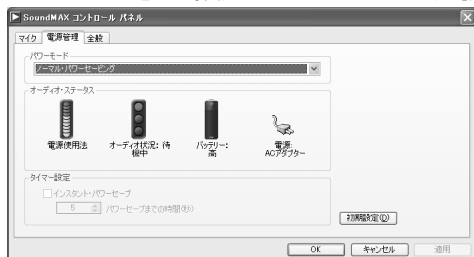 SoundMAX コントロール パネル
マイク 電源管理 全般
パワーモード
ノーマル・パワーセービング
オーディオ・ステータス
電源使用法
オーディオ状況: 待
機中
バッテリー:
高
電源:
ACアダプター
タイマー設定
インスタント・パワーセーブ
5 パワーセーブまでの時間(秒)
初期設定(D)
OK キャンセル 適用